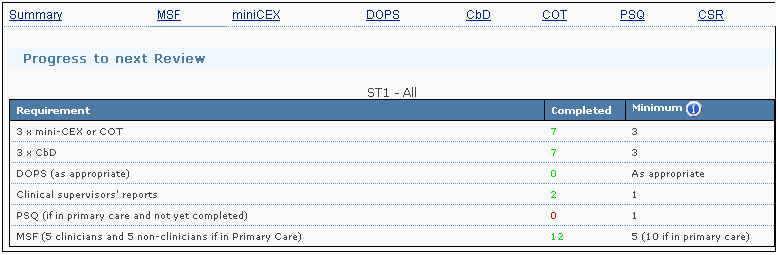 Summary MSF miniCEX DOPS CbD COT PSQ CSR
Progress to next Review
ST1 - All
Requirement Completed Minimum
3 x mini-CEX or COT 7 3
3 x CbD 7 3
DOPS (as appropriate) 0 As appropriate
Clinical supervisors' reports 2 1
PSQ (if in primary care and not yet completed) 0 1
MSF (5 clinicians and 5 non-clinicians if in Primary Care) 12 5 (10 if in primary care)